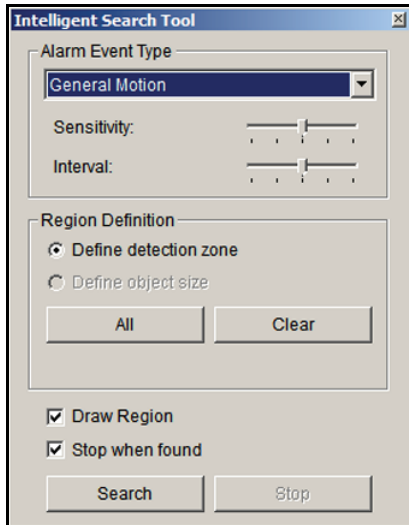 Intelligent Search Tool
Alarm Event Type
General Motion
Sensitivity:
Interval:
Region Definition
Define detection zone
Define object size
All Clear
Draw Region
Stop when found
Search Stop